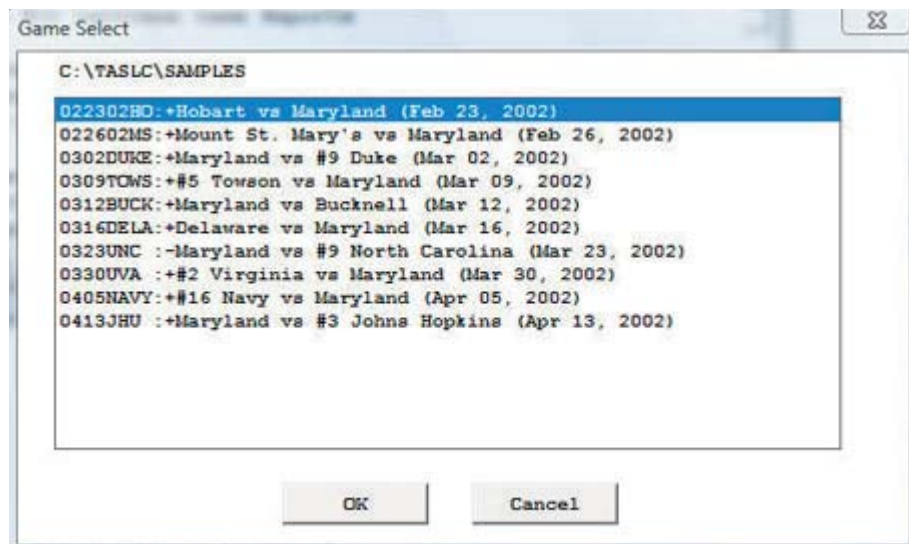 Game Select
C:\TASLC\SAMPLES
022302HO:+Hobart vs Maryland (Feb 23, 2002)
022602MS:+Mount St. Mary's vs Maryland (Feb 26, 2002)
0302DUKE:+Maryland vs #9 Duke (Mar 02, 2002)
0309TOWS:+#5 Towson vs Maryland (Mar 09, 2002)
0312BUCK:+Maryland vs Bucknell (Mar 12, 2002)
0316DELA:+Delaware vs Maryland (Mar 16, 2002)
0323UNC :-Maryland vs #9 North Carolina (Mar 23, 2002)
0330UVA :+#2 Virginia vs Maryland (Mar 30, 2002)
0405NAVY:+#16 Navy vs Maryland (Apr 05, 2002)
0413JHU :+Maryland vs #3 Johns Hopkins (Apr 13, 2002)
OK Cancel